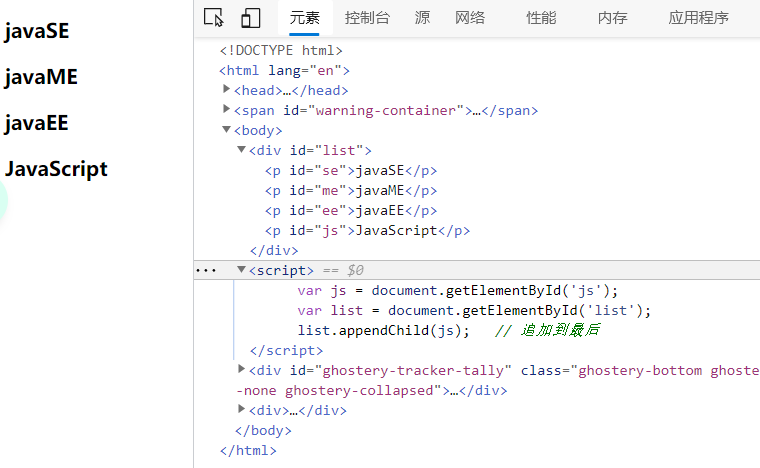 javaSE
javaME
javaEE
JavaScript
元素 控制台 源 网络 性能 内存 应用程序
<!DOCTYPE html>
<html lang="en">
<head>…</head>
<span id="warning-container">…</span>
<body>
<div id="list">
<p id="se">javaSE</p>
<p id="me">javaME</p>
<p id="ee">javaEE</p>
<p id="js">JavaScript</p>
</div>
<script> == $0
var js = document.getElementById('js');
var list = document.getElementById('list');
list.appendChild(js); // 追加到最后
</script>
<div id="ghostery-tracker-tally" class="ghostery-bottom ghoste
-none ghostery-collapsed">…</div>
<div>…</div>
</body>
</html>